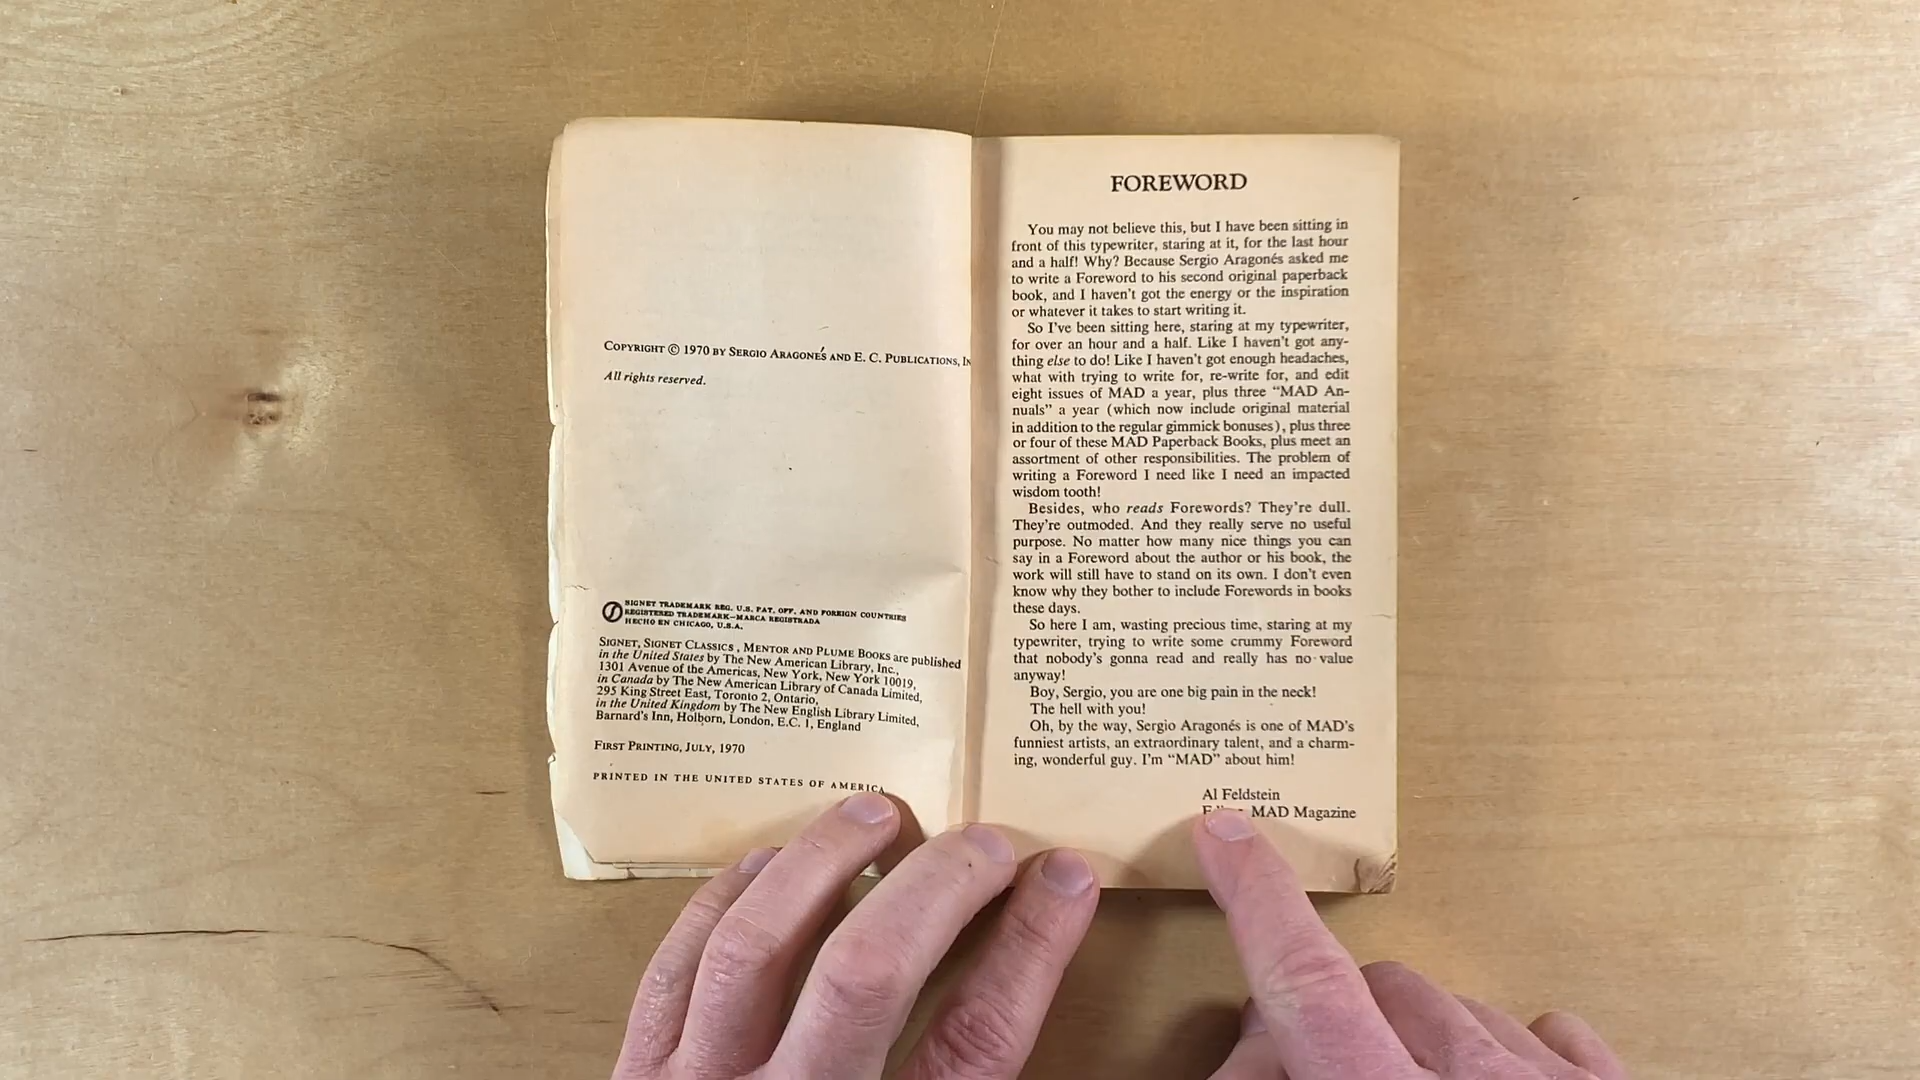 COPYRIGHT © 1970 BY SERGIO ARAGONÉS AND E. C. PUBLICATIONS,
All rights reserved.
SIGNET TRADEMARK REG. U.S. PAT. OFF. AND FOREIGN COUNTRIES
REGISTERED TRADEMARK—MARCA REGISTRADA
HECHO EN CHICAGO, U.S.A.
SIGNET, SIGNET CLASSICS, MENTOR AND PLUME BOOKS are published
in the United States by The New American Library, Inc.,
1301 Avenue of the Americas, New York, New York 10019,
in Canada by The New American Library of Canada Limited,
295 King Street East, Toronto 2, Ontario,
in the United Kingdom by The New English Library Limited,
Barnard's Inn, Holborn, London, E.C. 1, England
FIRST PRINTING, JULY, 1970
PRINTED IN THE UNITED STATES OF AMERICA
FOREWORD
You may not believe this, but I have been sitting in
front of this typewriter, staring at it, for the last hour
and a half! Why? Because Sergio Aragonés asked me
to write a Foreword to his second original paperback
book, and I haven't got the energy or the inspiration
or whatever it takes to start writing it.
So I've been sitting here, staring at my typewriter,
for over an hour and a half. Like I haven't got any-
thing else to do! Like I haven't got enough headaches,
what with trying to write for, re-write for, and edit
eight issues of MAD a year, plus three “MAD An-
nuals” a year (which now include original material
in addition to the regular gimmick bonuses), plus three
or four of these MAD Paperback Books, plus meet an
assortment of other responsibilities. The problem of
writing a Foreword I need like I need an impacted
wisdom tooth!
Besides, who reads Forewords? They're dull.
They're outmoded. And they really serve no useful
purpose. No matter how many nice things you can
say in a Foreword about the author or his book, the
work will still have to stand on its own. I don't even
know why they bother to include Forewords in books
these days.
So here I am, wasting precious time, staring at my
typewriter, trying to write some crummy Foreword
that nobody's gonna read and really has no value
anyway!
Boy, Sergio, you are one big pain in the neck!
The hell with you!
Oh, by the way, Sergio Aragonés is one of MAD's
funniest artists, an extraordinary talent, and a charm-
ing, wonderful guy. I'm “MAD” about him!
Al Feldstein
MAD Magazine